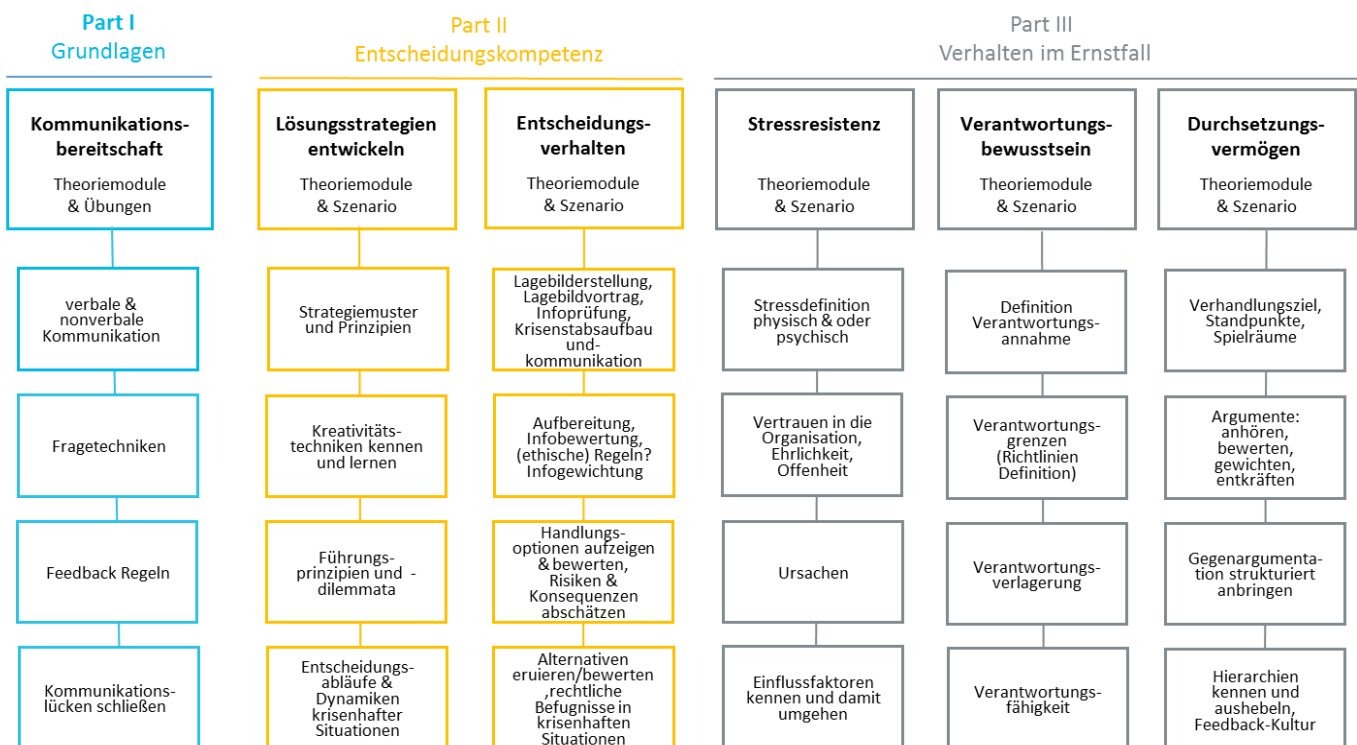 Part I
Grundlagen
Part II
Entscheidungskompetenz
Part III
Verhalten im Ernstfall
Kommunikations-
bereitschaft
Theoriemodule
& Übungen
verbale &
nonverbale
Kommunikation
Fragetechniken
Feedback Regeln
Kommunikations-
lücken schließen
Lösungsstrategien
entwickeln
Theoriemodule
& Szenario
Strategiemuster
und Prinzipien
Kreativitäts-
techniken kennen
und lernen
Führungs-
prinzipien und -
dilemmata
Entscheidungs-
abläufe &
Dynamiken
krisenhafter
Situationen
Entscheidungs-
verhalten
Theoriemodule
& Szenario
Lagebilderstellung,
Lagebildvortrag,
Infoprüfung,
Krisenstabsaufbau
und-
kommunikation
Aufbereitung,
Infobewertung,
(ethische) Regeln?
Infogewichtung
Handlungs-
optionen aufzeigen
& bewerten,
Risiken &
Konsequenzen
abschätzen
Alternativen
eruieren/bewerten
,rechtliche
Befugnisse in
krisenhaften
Situationen
Stressresistenz
Theoriemodule
& Szenario
Stressdefinition
physisch & oder
psychisch
Vertrauen in die
Organisation,
Ehrlichkeit,
Offenheit
Ursachen
Einflussfaktoren
kennen und damit
umgehen
Verantwortungs-
bewusstsein
Theoriemodule
& Szenario
Definition
Verantwortungs-
annahme
Verantwortungs-
grenzen
(Richtlinien
Definition)
Verantwortungs-
verlagerung
Verantwortungs-
fähigkeit
Durchsetzungs-
vermögen
Theoriemodule
& Szenario
Verhandlungsziel,
Standpunkte,
Spielräume
Argumente:
anhören,
bewerten,
gewichten,
entkräften
Gegenargumenta-
tion strukturiert
anbringen
Hierarchien
kennen und
aushebeln,
Feedback-Kultur